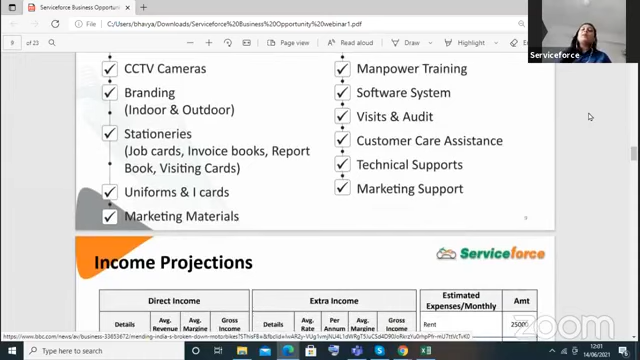 Serviceforce Business Opportunity
C:/Users/bhavya/Downloads/Serviceforce%20Business%20Opportunity%20webinar1.pdf
9 of 23
Page view
Draw
Highlight
Serviceforce
CCTV Cameras
Branding
(Indoor & Outdoor)
Stationeries
(Job cards, Invoice books, Report
Book, Visiting Cards)
Uniforms & I cards
Marketing Materials
Manpower Training
Software System
Visits & Audit
Customer Care Assistance
Technical Supports
Marketing Support
Income Projections
Serviceforce
Direct Income
Extra Income
Estimated
Expenses/Monthly
Amt
Details
Avg.
Revenue
Avg.
Margine
Gross
Income
Details
Avg.
Rate
Per
Annum
Avg.
Margine
Gross
Income
Rent
25000
zoom
Type here to search
12:01
14/06/2021